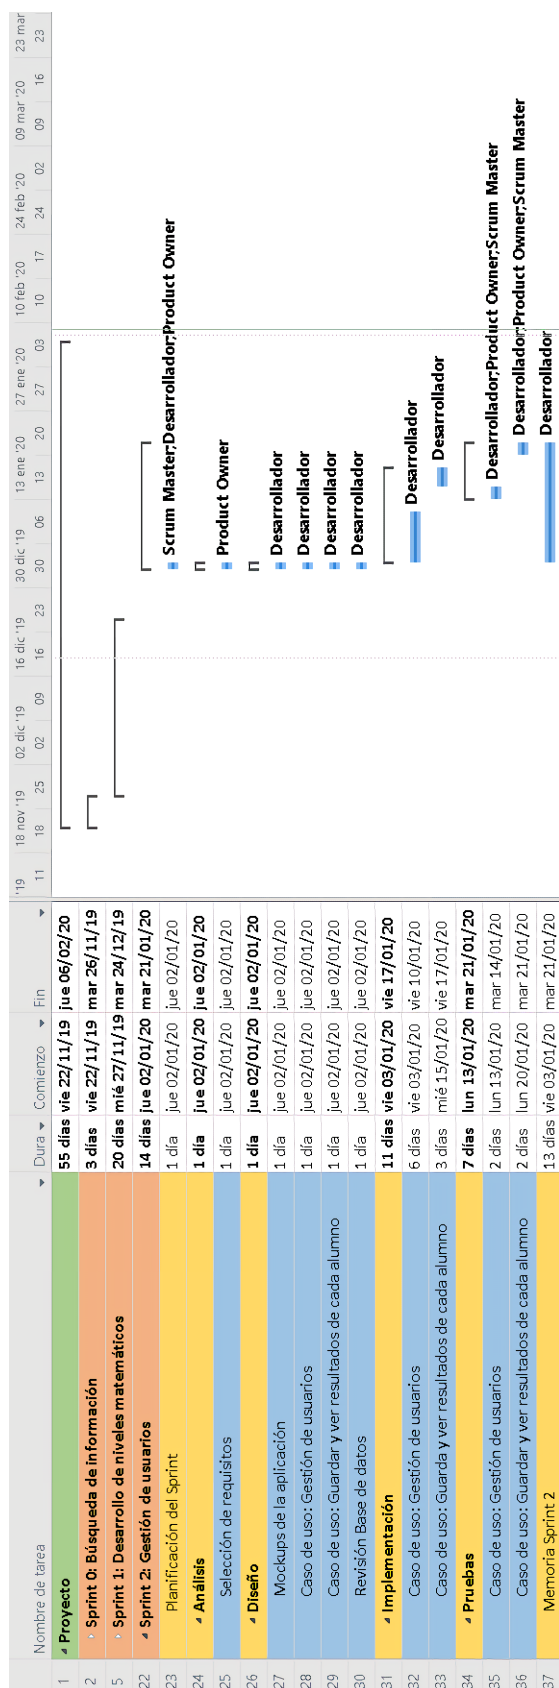 Nombre de tarea Dura Comienzo Fin '19 18 nov '19 02 dic '19 16 dic '19 30 dic '19 13 ene '20 27 ene '20 10 feb '20 24 feb '20 09 mar '20 23 mar
11 18 25 02 09 16 23 30 06 13 20 27 03 10 17 24 02 09 16 23
1 Proyecto 55 días vie 22/11/19 jue 06/02/20
2 Sprint 0: Búsqueda de información 3 días vie 22/11/19 mar 26/11/19
5 Sprint 1: Desarrollo de niveles matemáticos 20 días mié 27/11/19 mar 24/12/19
22 Sprint 2: Gestión de usuarios 14 días jue 02/01/20 mar 21/01/20
23 Planificación del Sprint 1 día jue 02/01/20 jue 02/01/20 Scrum Master;Desarrollador;Product Owner
24 Análisis 1 día jue 02/01/20 jue 02/01/20
25 Selección de requisitos 1 día jue 02/01/20 jue 02/01/20 Product Owner
26 Diseño 1 día jue 02/01/20 jue 02/01/20
27 Mockups de la aplicación 1 día jue 02/01/20 jue 02/01/20 Desarrollador
28 Caso de uso: Gestión de usuarios 1 día jue 02/01/20 jue 02/01/20 Desarrollador
29 Caso de uso: Guardar y ver resultados de cada alumno 1 día jue 02/01/20 jue 02/01/20 Desarrollador
30 Revisión Base de datos 1 día jue 02/01/20 jue 02/01/20 Desarrollador
31 Implementación 11 días vie 03/01/20 vie 17/01/20
32 Caso de uso: Gestión de usuarios 6 días vie 03/01/20 vie 10/01/20 Desarrollador
33 Caso de uso: Guarda y ver resultados de cada alumno 3 días mié 15/01/20 vie 17/01/20 Desarrollador
34 Pruebas 7 días lun 13/01/20 mar 21/01/20
35 Caso de uso: Gestión de usuarios 2 días lun 13/01/20 mar 14/01/20 Desarrollador;Product Owner;Scrum Master
36 Caso de uso: Guardar y ver resultados de cada alumno 2 días lun 20/01/20 mar 21/01/20 Desarrollador;Product Owner;Scrum Master
37 Memoria Sprint 2 13 días vie 03/01/20 mar 21/01/20 Desarrollador